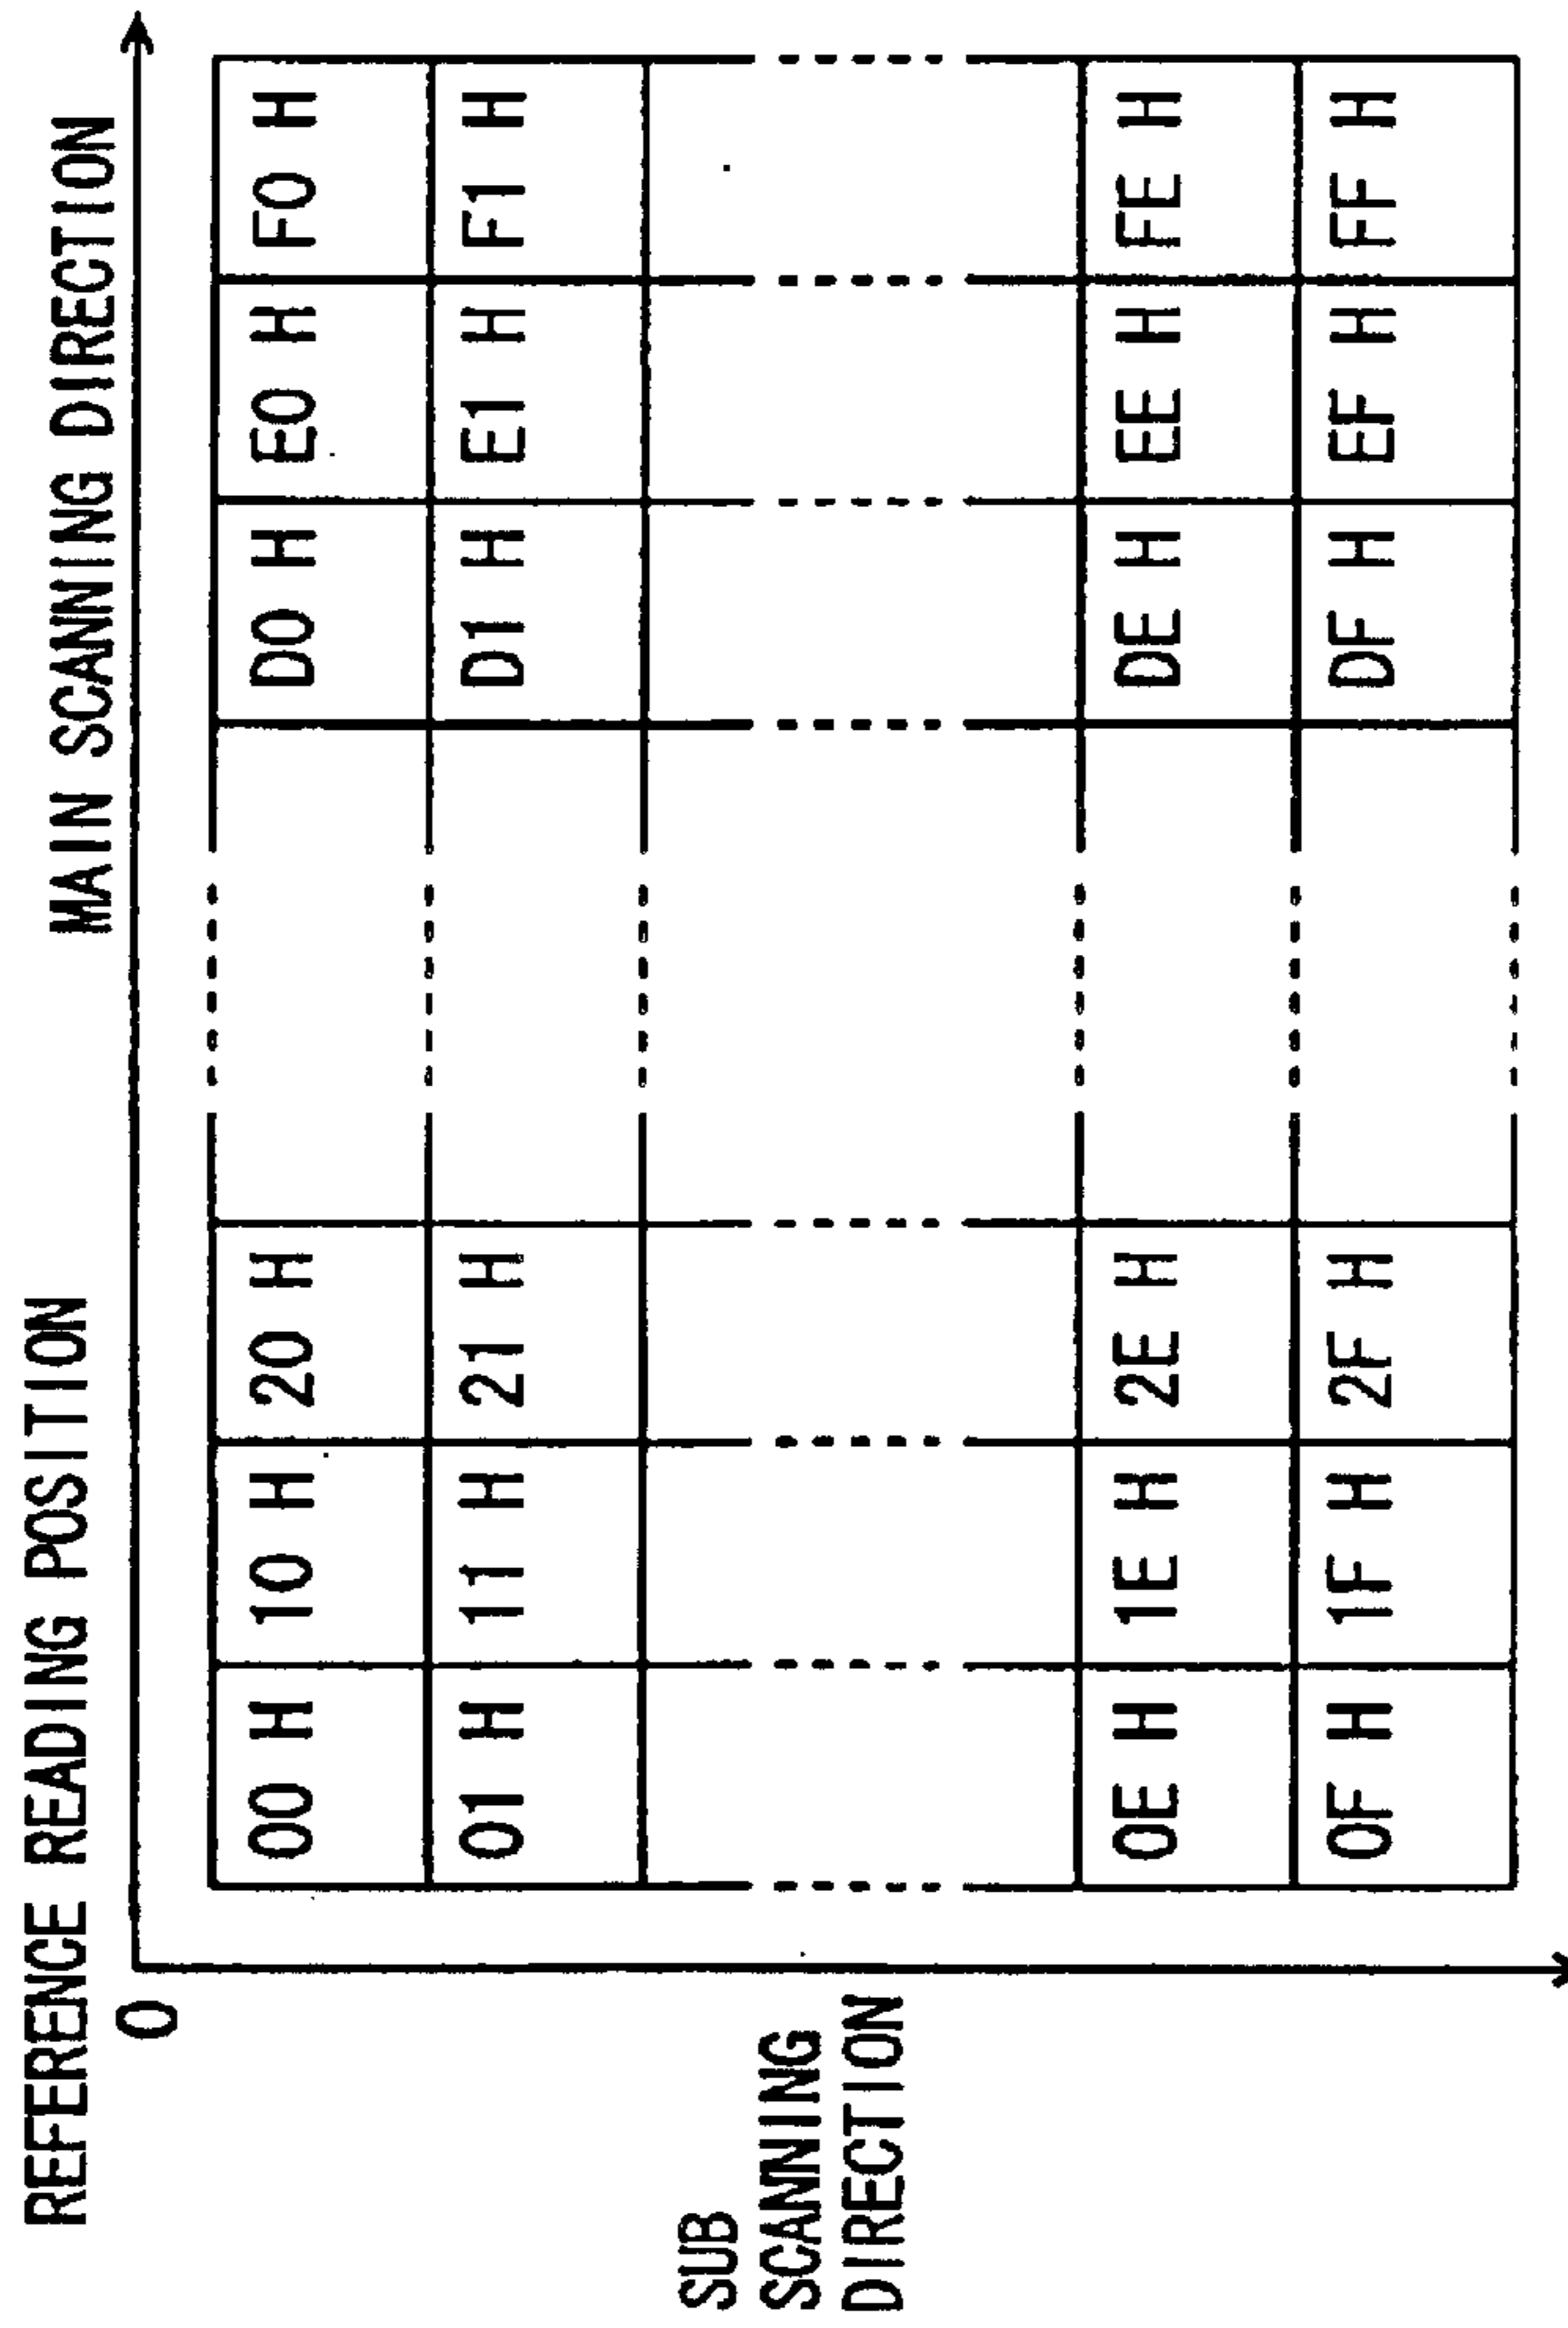 REFERENCE READING POSITION
MAIN SCANNING DIRECTION
0
SUB
SCANNING
DIRECTION
00 H 10 H 20 H D0 H E0 H F0 H
01 H 11 H 21 H D1 H E1 H F1 H
0E H 1E H 2E H DE H EE H FE H
0F H 1F H 2F H DF H EF H FF H